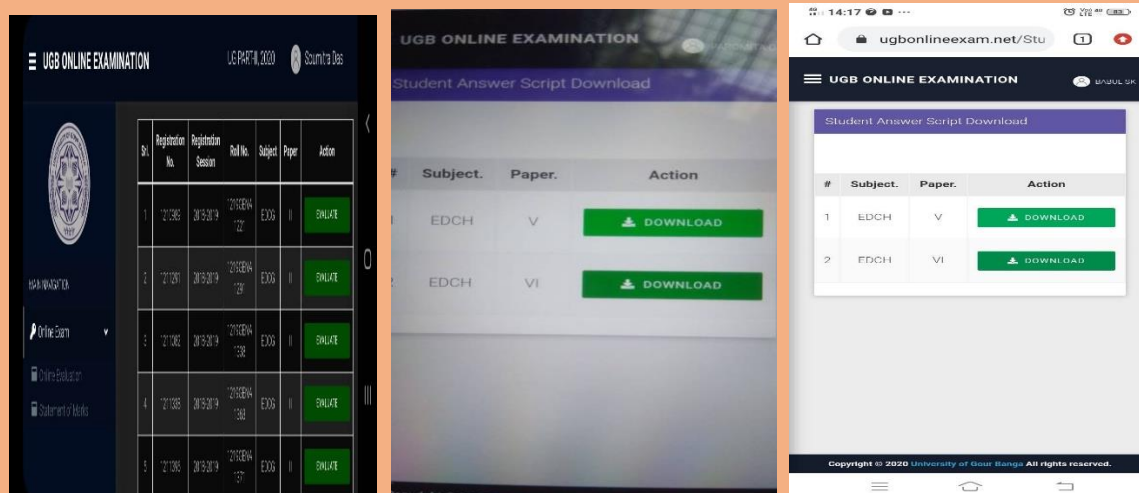 UGB ONLINE EXAMINATION UG PART-II, 2020 Soumitra Das
Srl. Registration No. Registration Session Roll No. Subject Paper Action
1 2018-2019 EDCG II EVALUATE
2 2018-2019 EDCG II EVALUATE
MAIN NAVIGATION
Online Exam
3 2018-2019 EDCG II EVALUATE
Online Evaluation
4 2018-2019 EDCG II EVALUATE
Statement of Marks
5 2018-2019 EDCG II EVALUATE
UGB ONLINE EXAMINATION
Student Answer Script Download
# Subject. Paper. Action
EDCH V DOWNLOAD
EDCH VI DOWNLOAD
14:17
ugbonlineexam.net/Stu 1
UGB ONLINE EXAMINATION BABUL SK
Student Answer Script Download
# Subject. Paper. Action
1 EDCH V DOWNLOAD
2 EDCH VI DOWNLOAD
Copyright © 2020 University of Gour Banga All rights reserved.